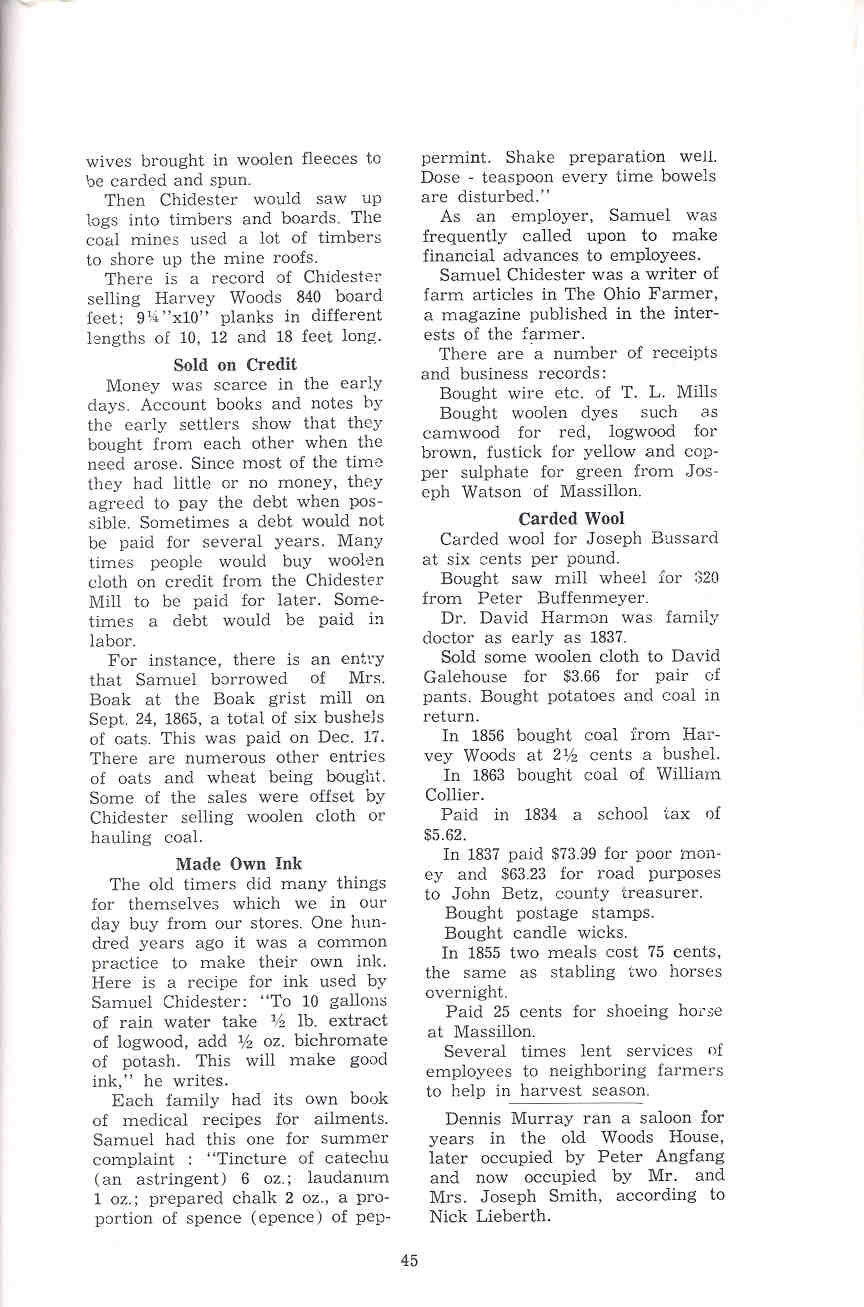 wives brought in woolen fleeces to
be carded and spun.
Then Chidester would saw up
logs into timbers and boards. The
coal mines used a lot of timbers
to shore up the mine roofs.
There is a record of Chidester
selling Harvey Woods 840 board
feet: 9¼"x10" planks in different
lengths of 10, 12 and 18 feet long.
Sold on Credit
Money was scarce in the early
days. Account books and notes by
the early settlers show that they
bought from each other when the
need arose. Since most of the time
they had little or no money, they
agreed to pay the debt when pos-
sible. Sometimes a debt would not
be paid for several years. Many
times people would buy woolen
cloth on credit from the Chidester
Mill to be paid for later. Some-
times a debt would be paid in
labor.
For instance, there is an entry
that Samuel borrowed of Mrs.
Boak at the Boak grist mill on
Sept. 24, 1865, a total of six bushels
of oats. This was paid on Dec. 17.
There are numerous other entries
of oats and wheat being bought.
Some of the sales were offset by
Chidester selling woolen cloth or
hauling coal.
Made Own Ink
The old timers did many things
for themselves which we in our
day buy from our stores. One hun-
dred years ago it was a common
practice to make their own ink.
Here is a recipe for ink used by
Samuel Chidester: "To 10 gallons
of rain water take ½ lb. extract
of logwood, add ½ oz. bichromate
of potash. This will make good
ink," he writes.
Each family had its own book
of medical recipes for ailments.
Samuel had this one for summer
complaint : "Tincture of catechu
(an astringent) 6 oz.; laudanum
1 oz.; prepared chalk 2 oz., a pro-
portion of spence (epence) of pep-
permint. Shake preparation well.
Dose - teaspoon every time bowels
are disturbed."
As an employer, Samuel was
frequently called upon to make
financial advances to employees.
Samuel Chidester was a writer of
farm articles in The Ohio Farmer,
a magazine published in the inter-
ests of the farmer.
There are a number of receipts
and business records:
Bought wire etc. of T. L. Mills
Bought woolen dyes such as
camwood for red, logwood for
brown, fustick for yellow and cop-
per sulphate for green from Jos-
eph Watson of Massillon.
Carded Wool
Carded wool for Joseph Bussard
at six cents per pound.
Bought saw mill wheel for $20
from Peter Buffenmeyer.
Dr. David Harmon was family
doctor as early as 1837.
Sold some woolen cloth to David
Galehouse for $3.66 for pair of
pants. Bought potatoes and coal in
return.
In 1856 bought coal from Har-
vey Woods at 2½ cents a bushel.
In 1863 bought coal of William
Collier.
Paid in 1834 a school tax of
$5.62.
In 1837 paid $73.99 for poor mon-
ey and $63.23 for road purposes
to John Betz, county treasurer.
Bought postage stamps.
Bought candle wicks.
In 1855 two meals cost 75 cents,
the same as stabling two horses
overnight.
Paid 25 cents for shoeing horse
at Massillon.
Several times lent services of
employees to neighboring farmers
to help in harvest season.
Dennis Murray ran a saloon for
years in the old Woods House,
later occupied by Peter Angfang
and now occupied by Mr. and
Mrs. Joseph Smith, according to
Nick Lieberth.
45